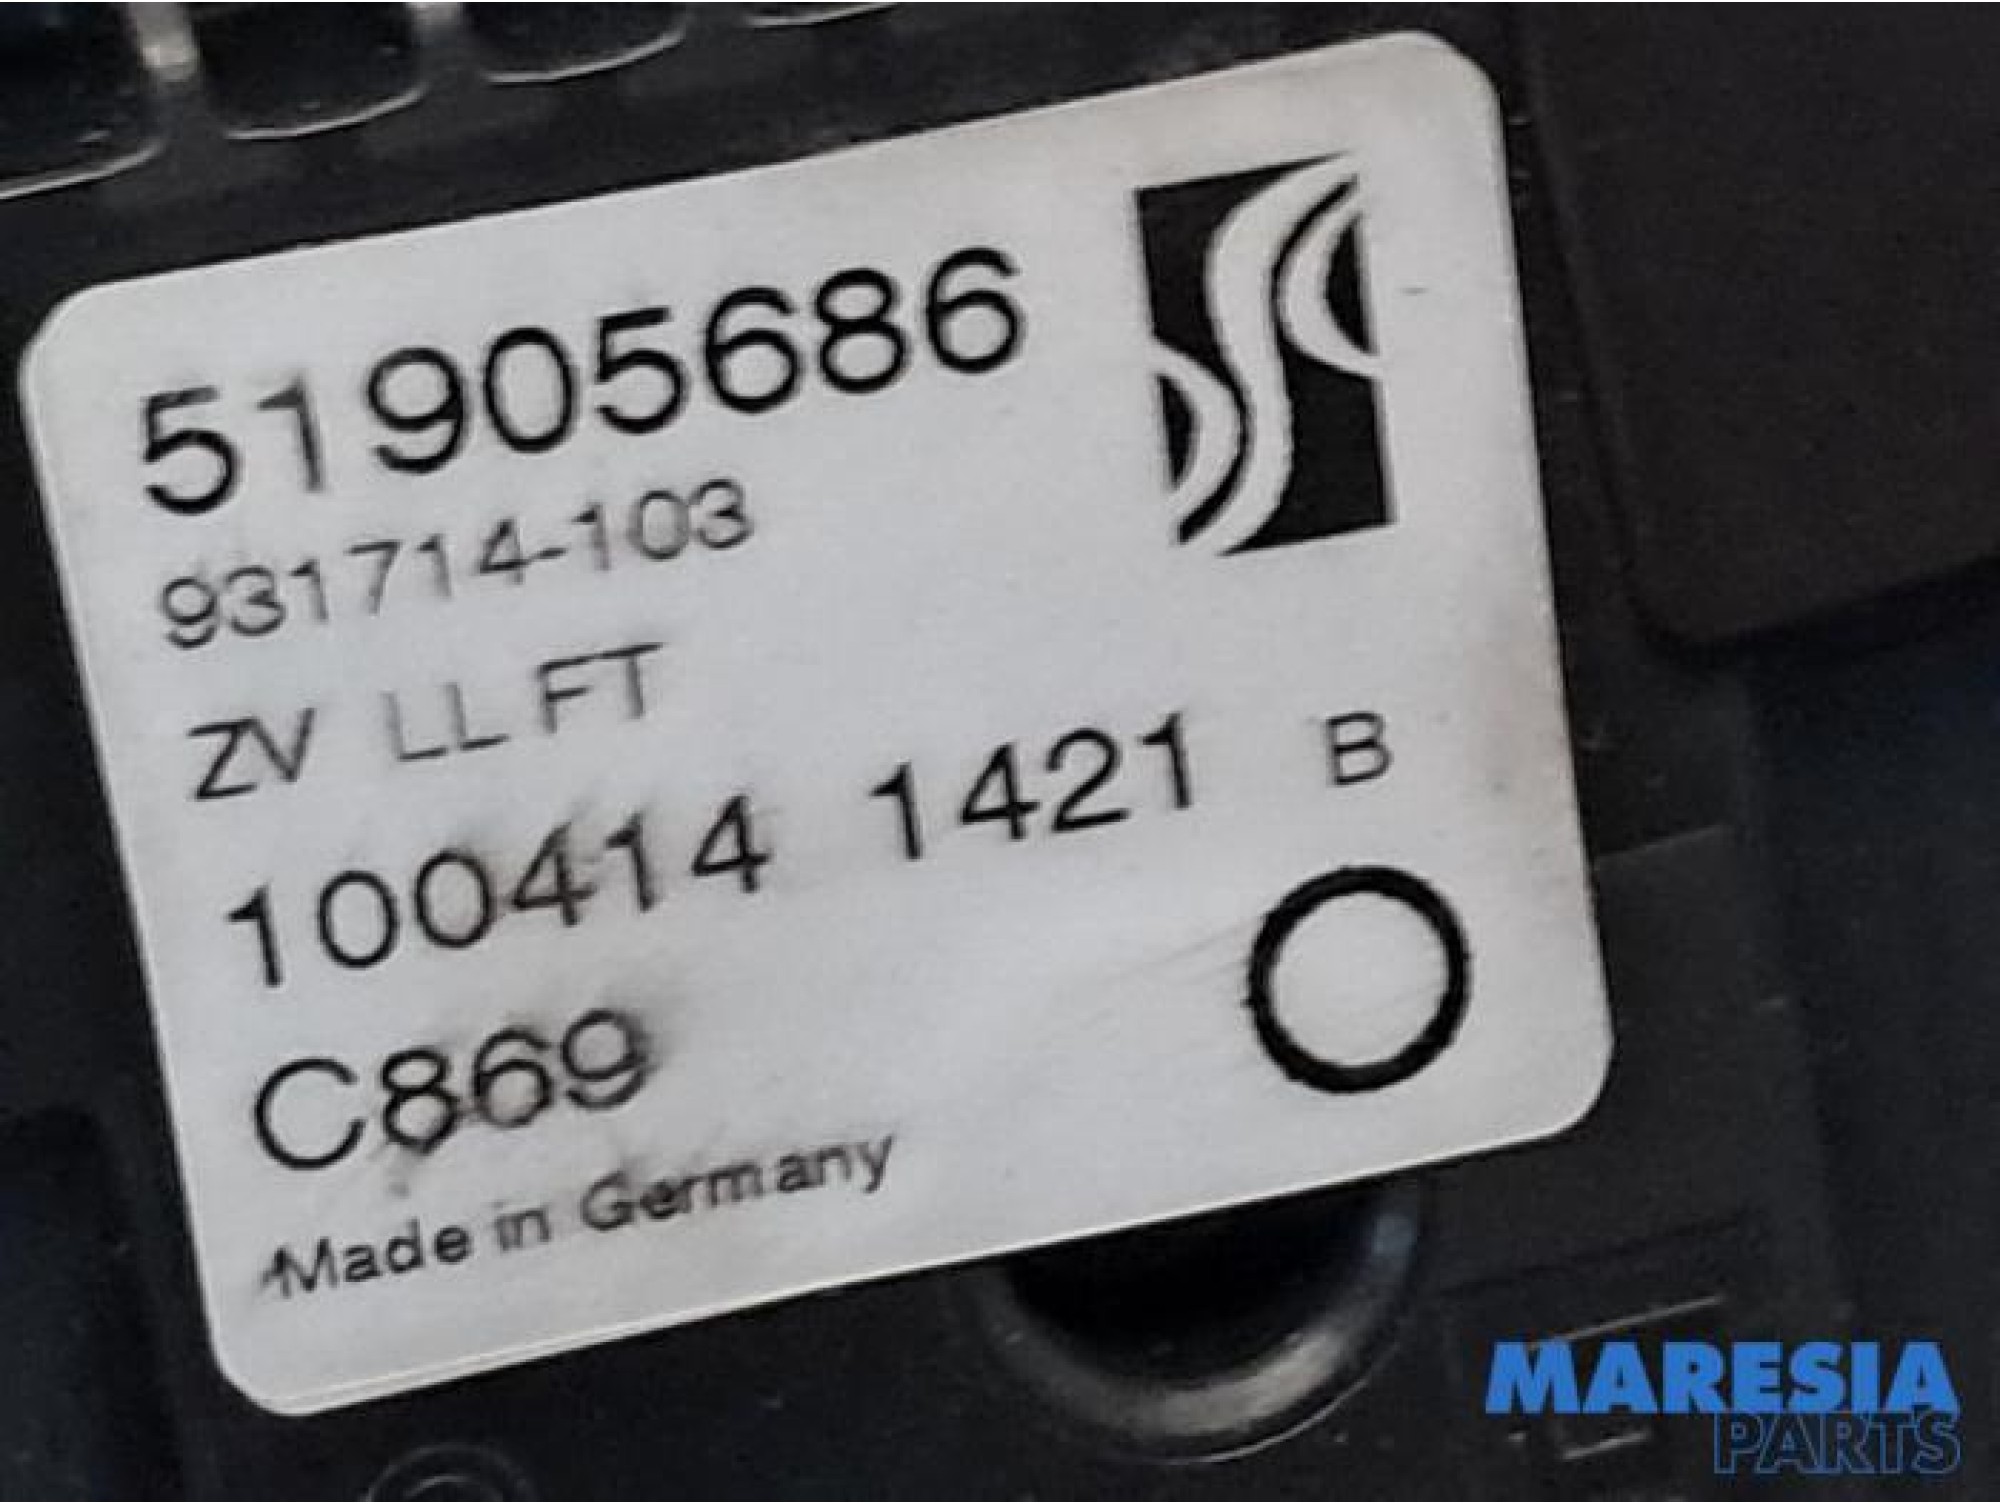 51905686
931714-103
ZV LL FT
100414 1421 B
C869
Made in Germany
MARESIA
PARTS